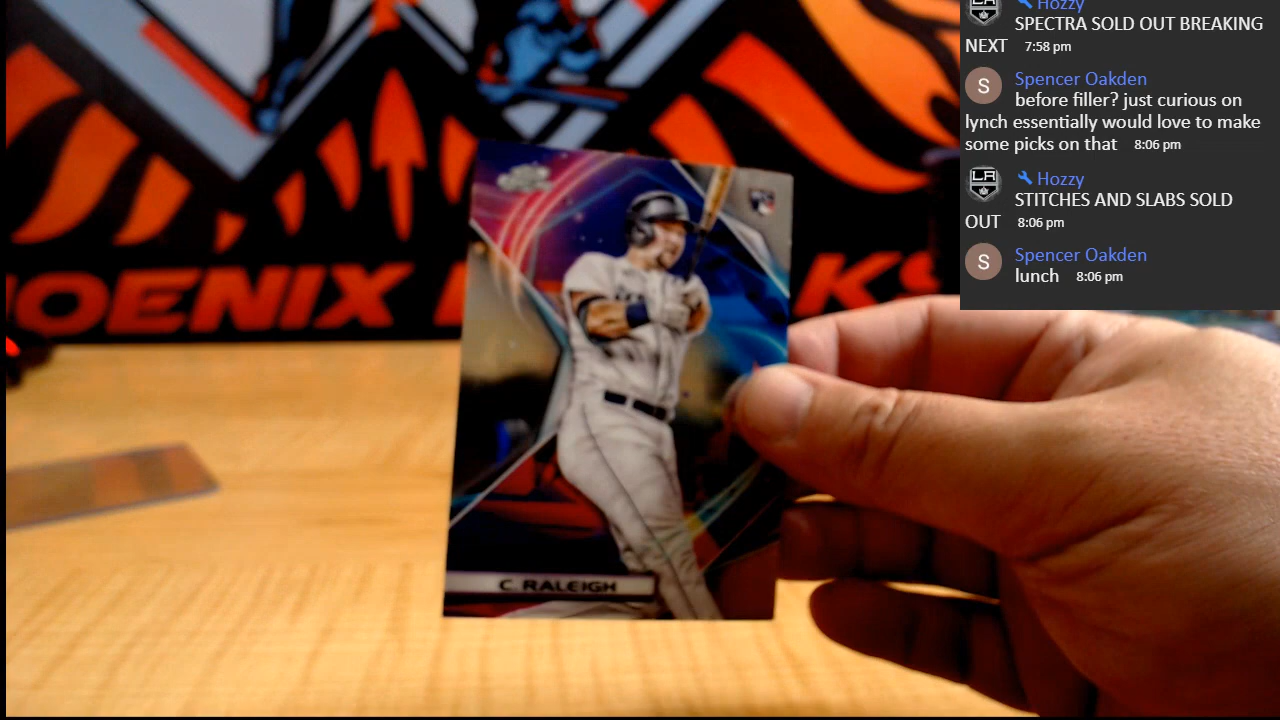 Hozzy
SPECTRA SOLD OUT BREAKING
NEXT 7:58 pm
S Spencer Oakden
before filler? just curious on
lynch essentially would love to make
some picks on that 8:06 pm
LA Hozzy
STITCHES AND SLABS SOLD
OUT 8:06 pm
S Spencer Oakden
lunch 8:06 pm
C. RALEIGH